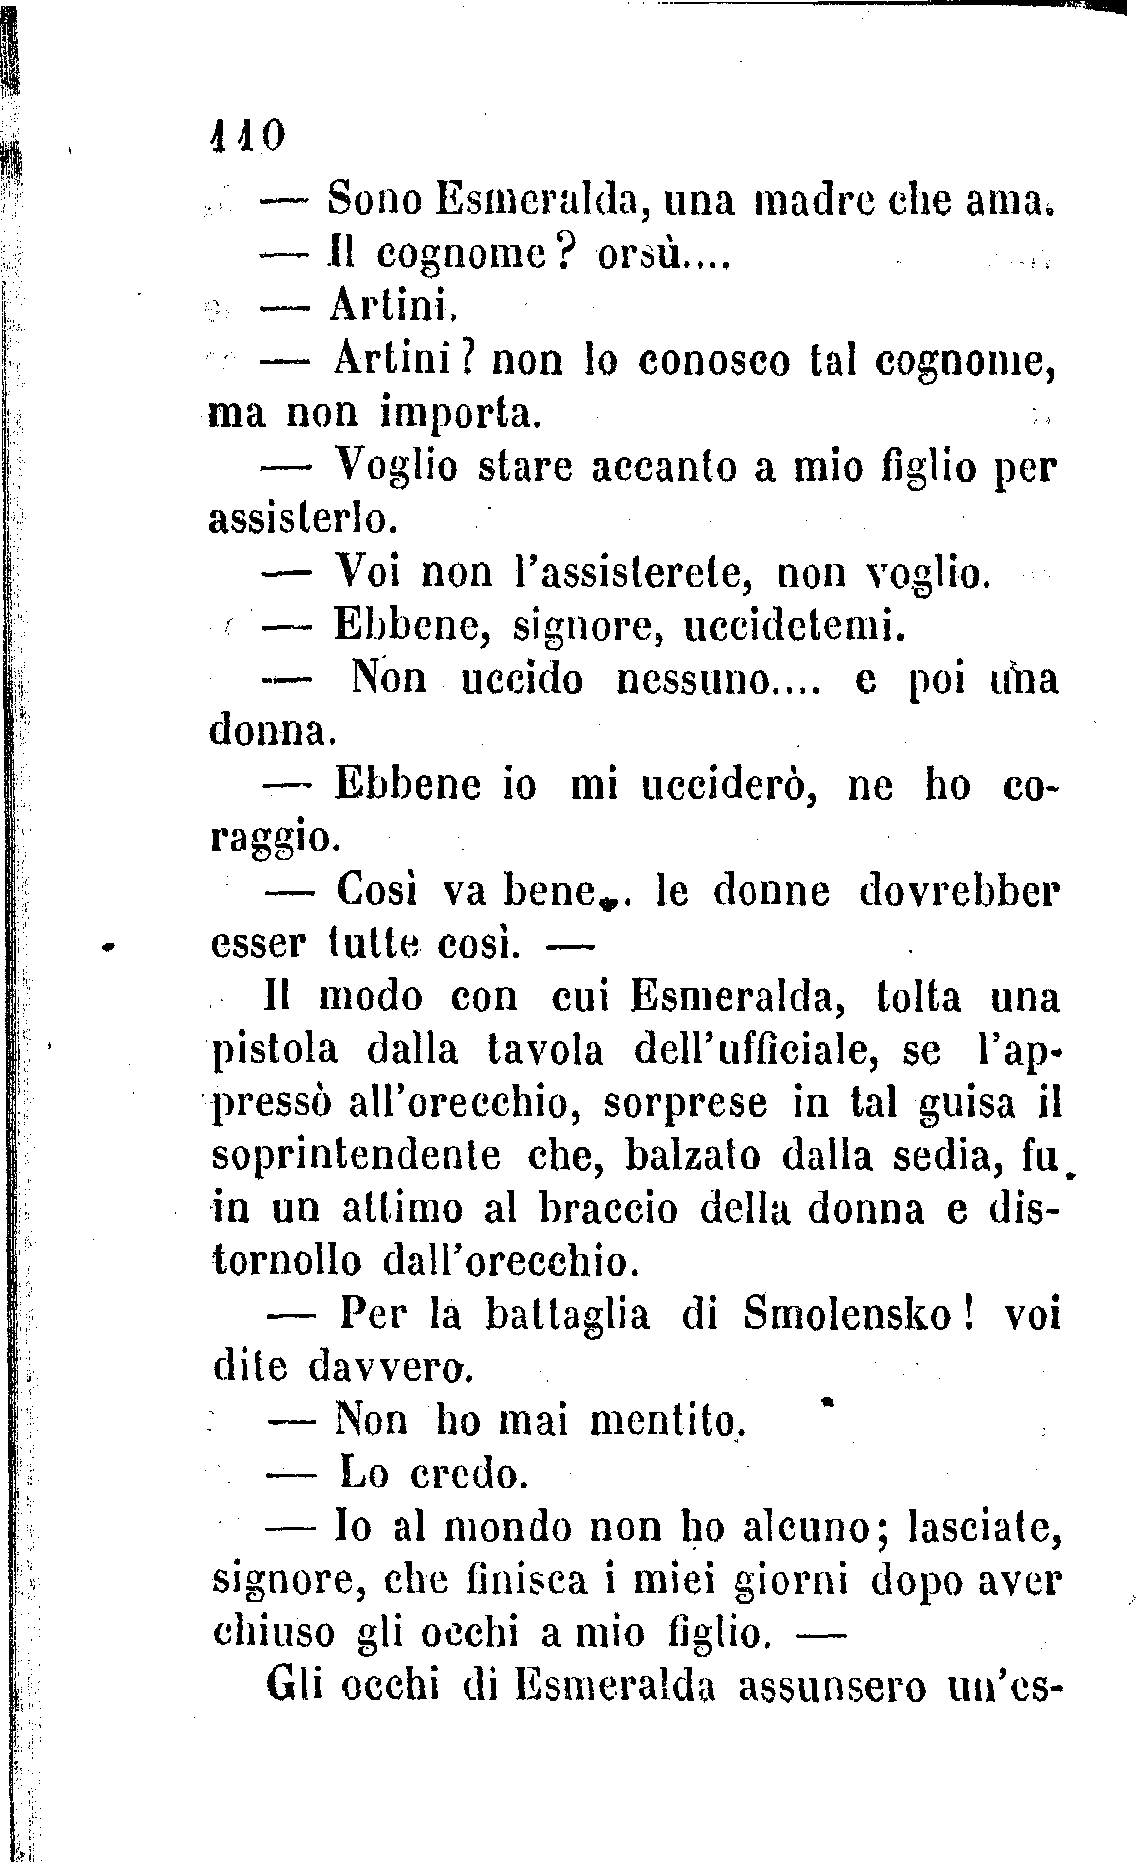 110
— Sono Esmeralda, una madre che ama.
— Il cognome? orsù....
— Artini.
— Artini? non lo conosco tal cognome,
ma non importa.
— Voglio stare accanto a mio figlio per
assisterlo.
— Voi non l'assisterete, non voglio.
— Ebbene, signore, uccidetemi.
— Non uccido nessuno.... e poi una
donna.
— Ebbene io mi ucciderò, ne ho co-
raggio.
— Così va bene... le donne dovrebber
esser tutte così. —
Il modo con cui Esmeralda, tolta una
pistola dalla tavola dell'ufficiale, se l'ap-
pressò all'orecchio, sorprese in tal guisa il
soprintendente che, balzato dalla sedia, fu
in un attimo al braccio della donna e dis-
tornollo dall'orecchio.
— Per la battaglia di Smolensko! voi
dite davvero.
— Non ho mai mentito.
— Lo credo.
— Io al mondo non ho alcuno; lasciate,
signore, che finisca i miei giorni dopo aver
chiuso gli occhi a mio figlio. —
Gli occhi di Esmeralda assunsero un'es-